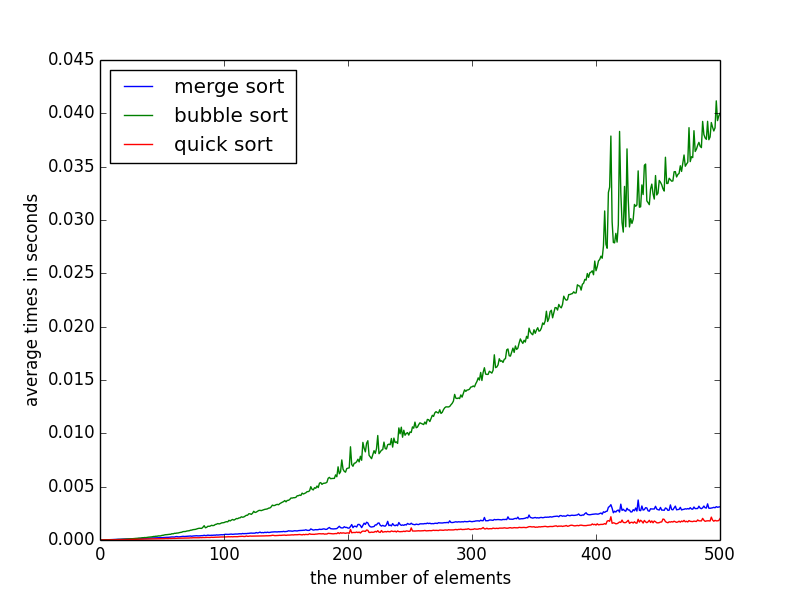 0.045
0.040
0.035
0.030
0.025
0.020
0.015
0.010
0.005
0.000
average times in seconds
merge sort
bubble sort
quick sort
0 100 200 300 400 500
the number of elements